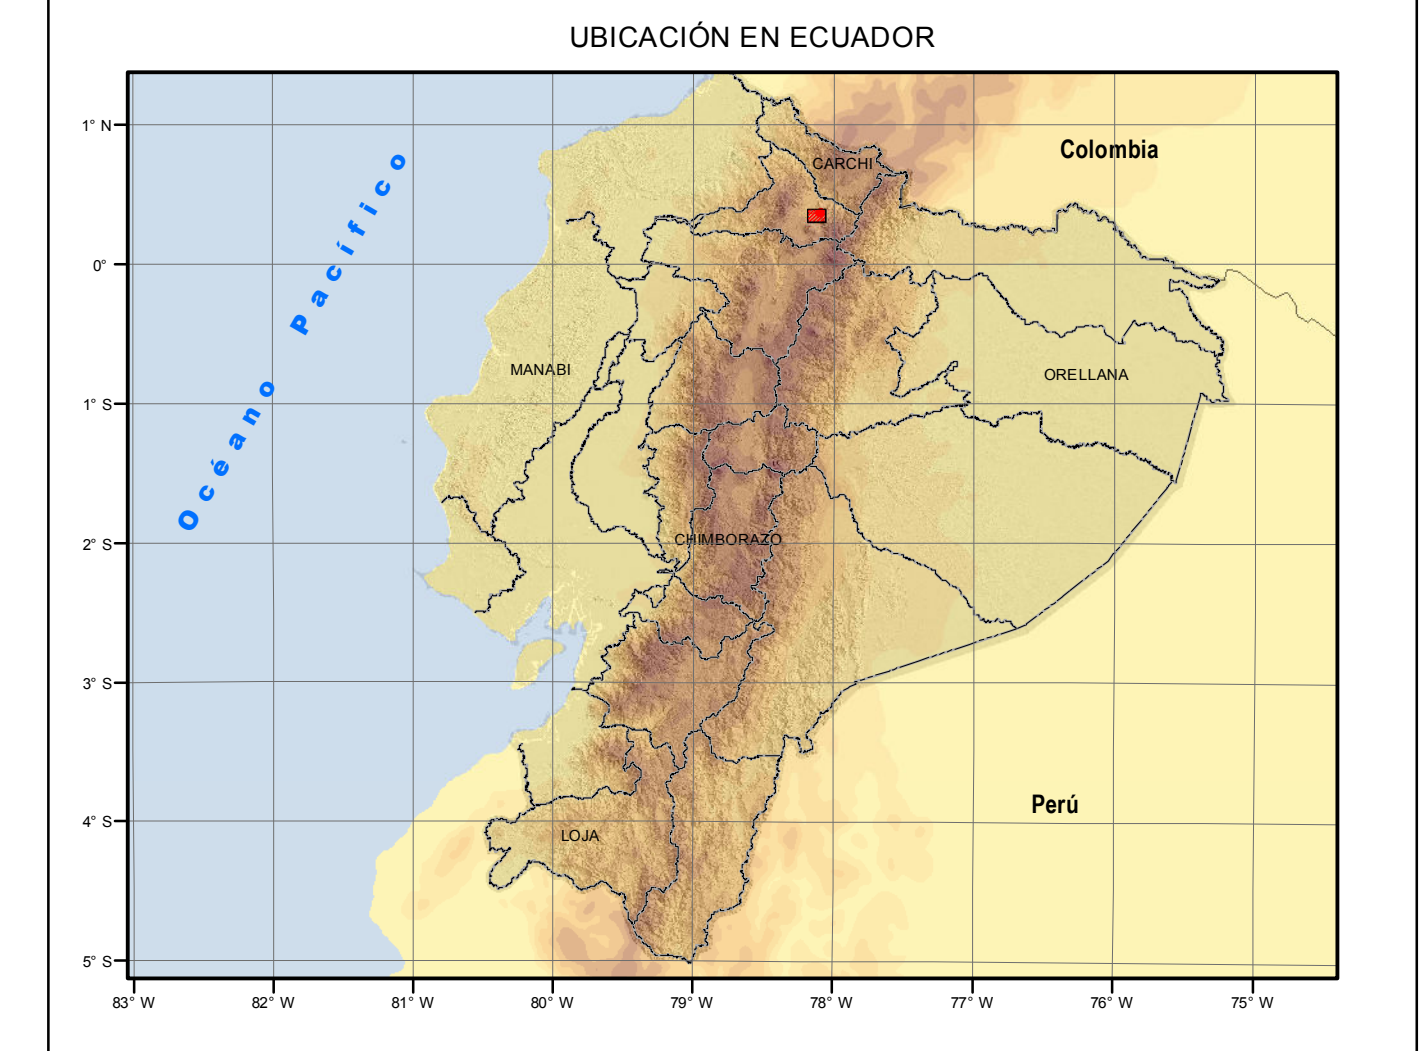 UBICACIÓN EN ECUADOR
1° N
Colombia
CARCHI
Océano Pacífico
0°
MANABI
ORELLANA
1° S
2° S
CHIMBORAZO
3° S
Perú
4° S
LOJA
5° S
83° W 82° W 81° W 80° W 79° W 78° W 77° W 76° W 75° W